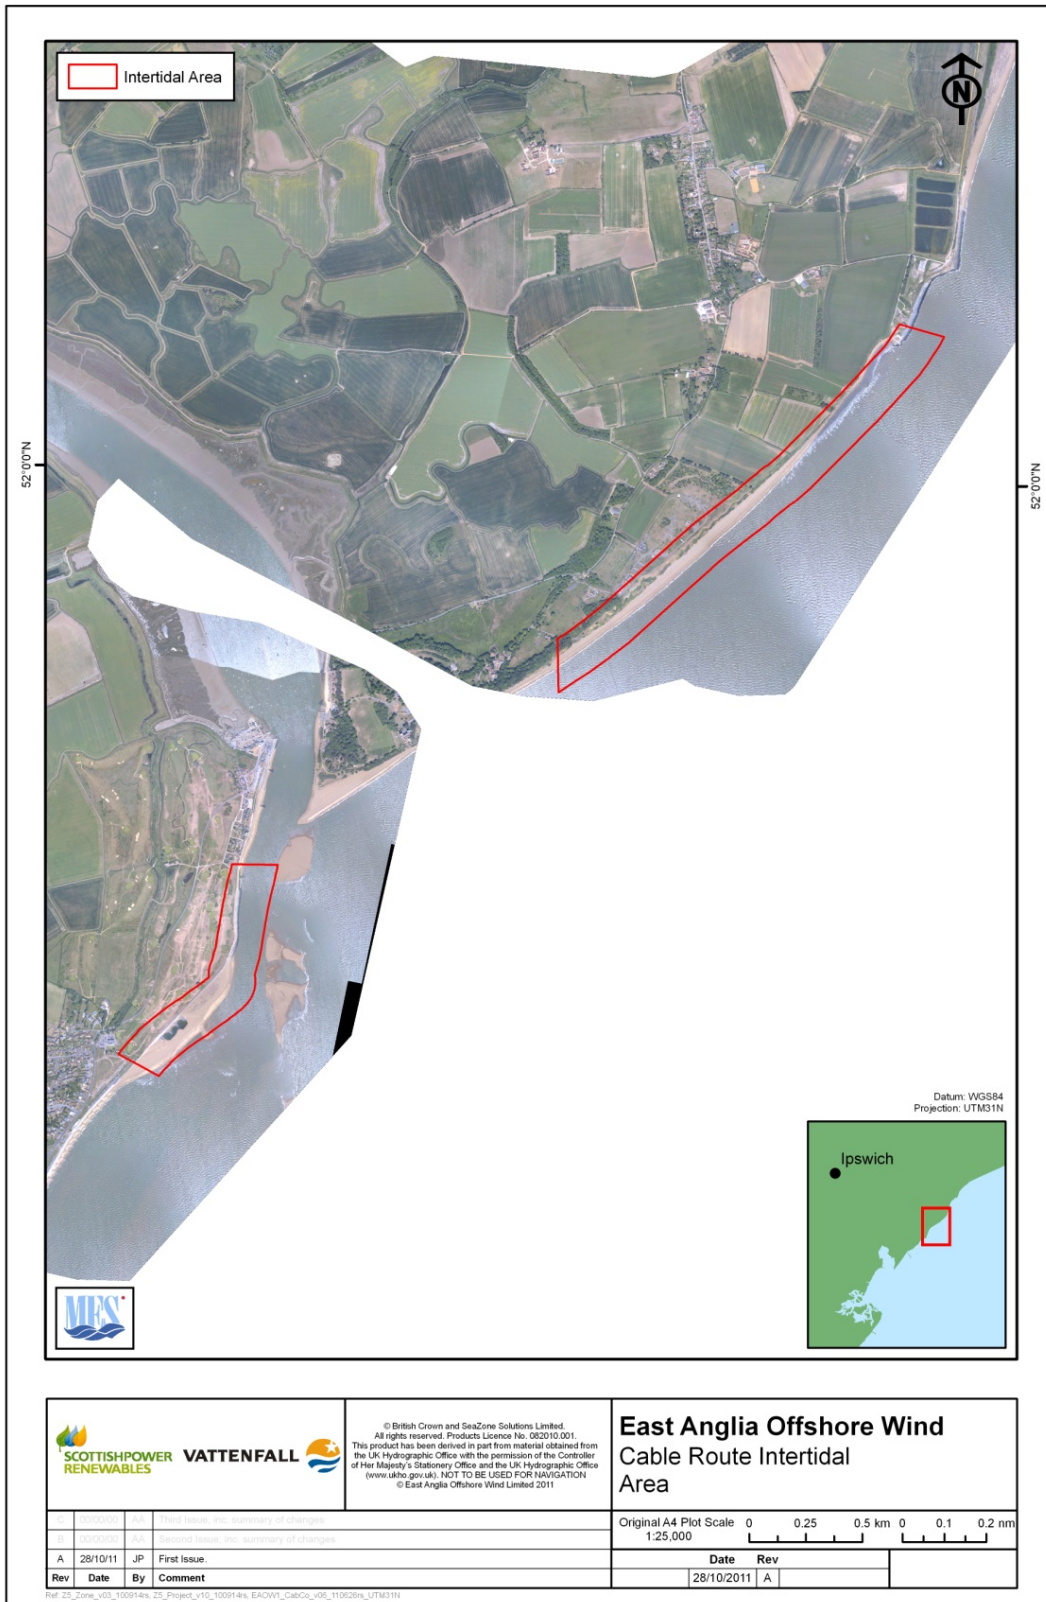 Intertidal Area
N
52°0'0"N
52°0'0"N
Datum: WGS84
Projection: UTM31N
Ipswich
MES
SCOTTISHPOWER
RENEWABLES
VATTENFALL
© British Crown and SeaZone Solutions Limited.
All rights reserved. Products Licence No. 082010.001.
This product has been derived in part from material obtained from
the UK Hydrographic Office with the permission of the Controller
of Her Majesty's Stationery Office and the UK Hydrographic Office
(www.ukho.gov.uk). NOT TO BE USED FOR NAVIGATION
© East Anglia Offshore Wind Limited 2011
East Anglia Offshore Wind
Cable Route Intertidal
Area
C 00/00/00 AA Third Issue, inc. summary of changes
B 00/00/00 AA Second Issue, inc. summary of changes
A 28/10/11 JP First Issue.
Rev Date By Comment
Original A4 Plot Scale
1:25,000
0 0.25 0.5 km
0 0.1 0.2 nm
Date Rev
28/10/2011 A
Ref: Z5_Zone_v03_100914rs, Z5_Project_v10_100914rs, EAOW1_CabCo_v06_110626rs_UTM31N